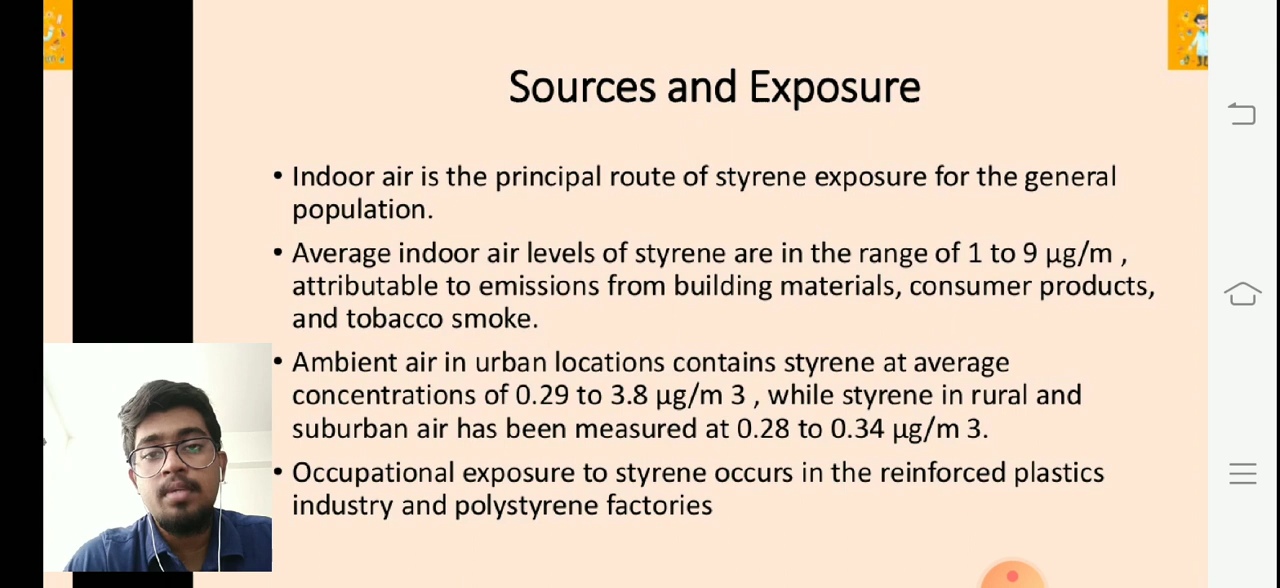 Sources and Exposure
• Indoor air is the principal route of styrene exposure for the general
population.
• Average indoor air levels of styrene are in the range of 1 to 9 µg/m ,
attributable to emissions from building materials, consumer products,
and tobacco smoke.
• Ambient air in urban locations contains styrene at average
concentrations of 0.29 to 3.8 µg/m 3 , while styrene in rural and
suburban air has been measured at 0.28 to 0.34 µg/m 3.
• Occupational exposure to styrene occurs in the reinforced plastics
industry and polystyrene factories